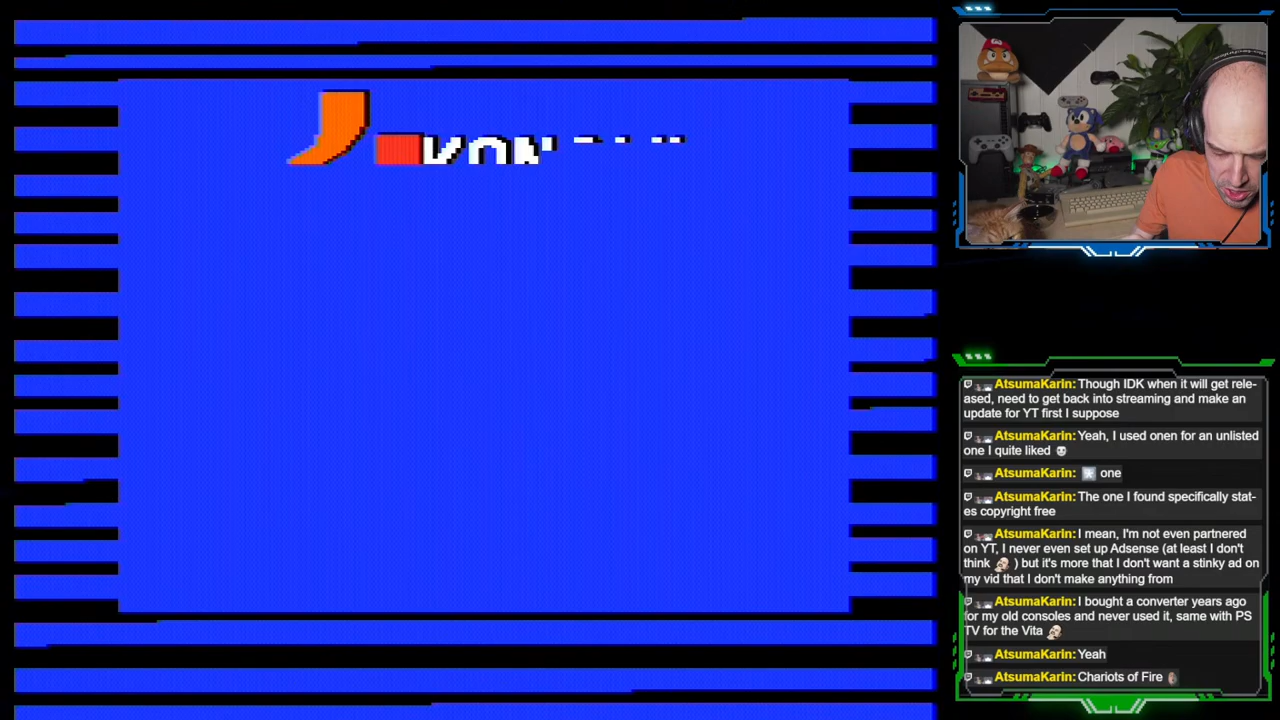 AtsumaKarin: Though IDK when it will get rele-
ased, need to get back into streaming and make an
update for YT first I suppose
AtsumaKarin: Yeah, I used onen for an unlisted
one I quite liked
AtsumaKarin: one
AtsumaKarin: The one I found specifically stat-
es copyright free
AtsumaKarin: I mean, I'm not even partnered
on YT, I never even set up Adsense (at least I don't
think ) but it's more that I don't want a stinky ad on
my vid that I don't make anything from
AtsumaKarin: I bought a converter years ago
for my old consoles and never used it, same with PS
TV for the Vita
AtsumaKarin: Yeah
AtsumaKarin: Chariots of Fire